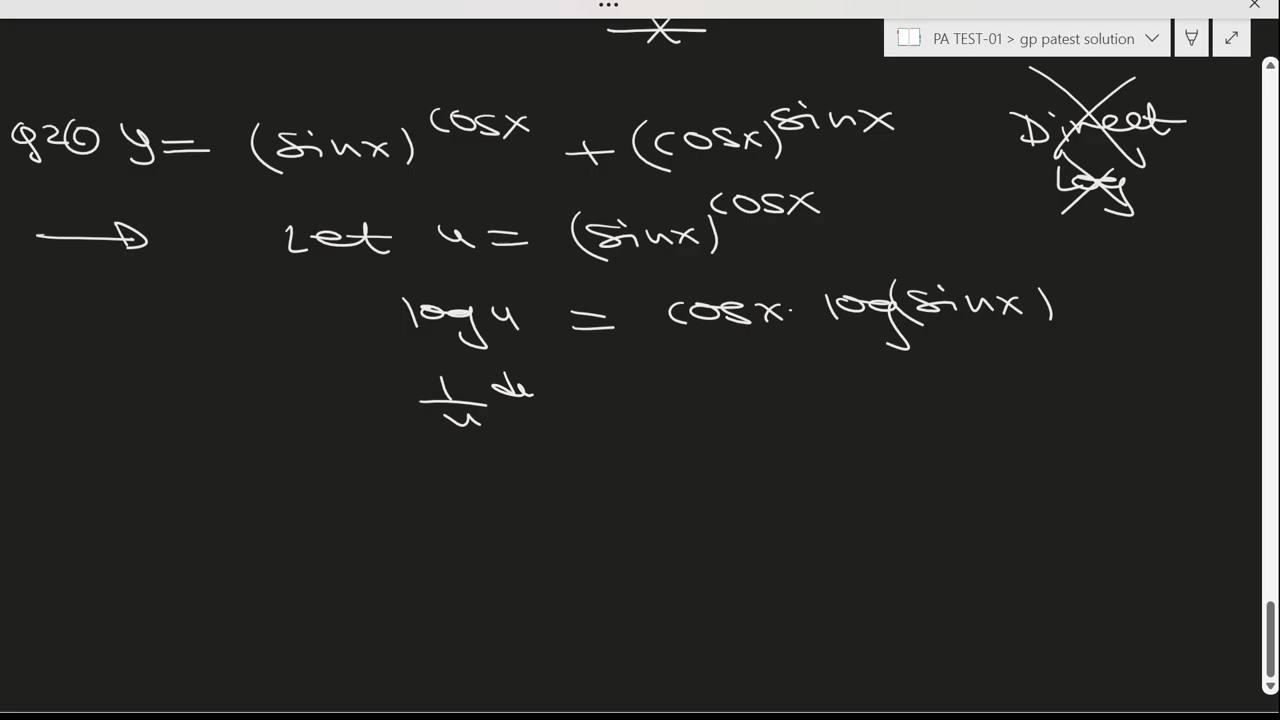 PA TEST-01 > gp patest solution
Q20 y = (sinx)^cosx + (cosx)^sinx
Direct
Log
Let u = (sinx)^cosx
log u = cosx. log(sinx)
1/u du